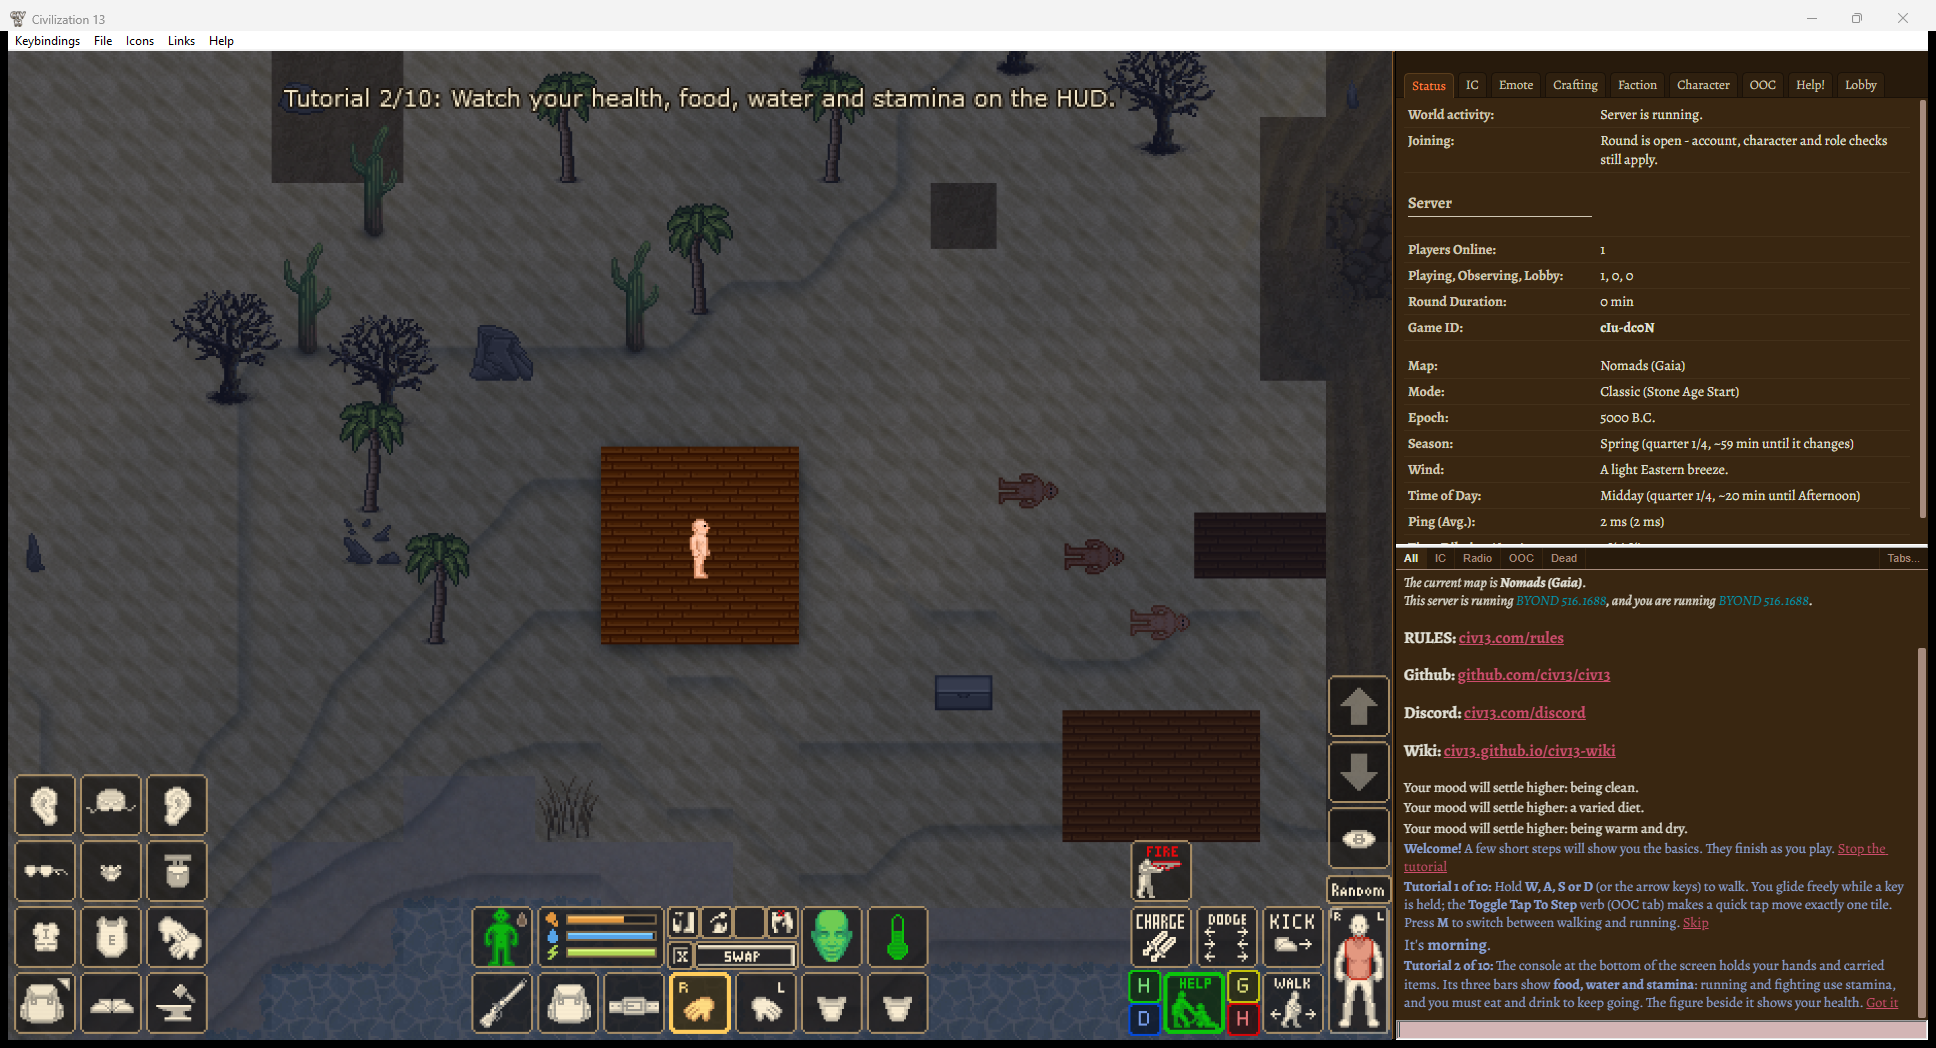 Civilization 13
Keybindings File Icons Links Help
Tutorial 2/10: Watch your health, food, water and stamina on the HUD.
Status IC Emote Crafting Faction Character OOC Help! Lobby
World activity: Server is running.
Joining: Round is open - account, character and role checks
still apply.
Server
Players Online: 1
Playing, Observing, Lobby: 1, 0, 0
Round Duration: 0 min
Game ID: cIu-dc0N
Map: Nomads (Gaia)
Mode: Classic (Stone Age Start)
Epoch: 5000 B.C.
Season: Spring (quarter 1/4, ~59 min until it changes)
Wind: A light Eastern breeze.
Time of Day: Midday (quarter 1/4, ~20 min until Afternoon)
Ping (Avg.): 2 ms (2 ms)
All IC Radio OOC Dead Tabs...
The current map is Nomads (Gaia).
This server is running BYOND 516.1688, and you are running BYOND 516.1688.
RULES: civ13.com/rules
Github: github.com/civ13/civ13
Discord: civ13.com/discord
Wiki: civ13.github.io/civ13-wiki
Your mood will settle higher: being clean.
Your mood will settle higher: a varied diet.
Your mood will settle higher: being warm and dry.
Welcome! A few short steps will show you the basics. They finish as you play. Stop the
tutorial
Tutorial 1 of 10: Hold W, A, S or D (or the arrow keys) to walk. You glide freely while a key
is held; the Toggle Tap To Step verb (OOC tab) makes a quick tap move exactly one tile.
Press M to switch between walking and running. Skip
It's morning.
Tutorial 2 of 10: The console at the bottom of the screen holds your hands and carried
items. Its three bars show food, water and stamina: running and fighting use stamina,
and you must eat and drink to keep going. The figure beside it shows your health. Got it
FIRE
Random
CHARGE DODGE KICK R L
I E
X SWAP
R L
H HELP G WALK
D H